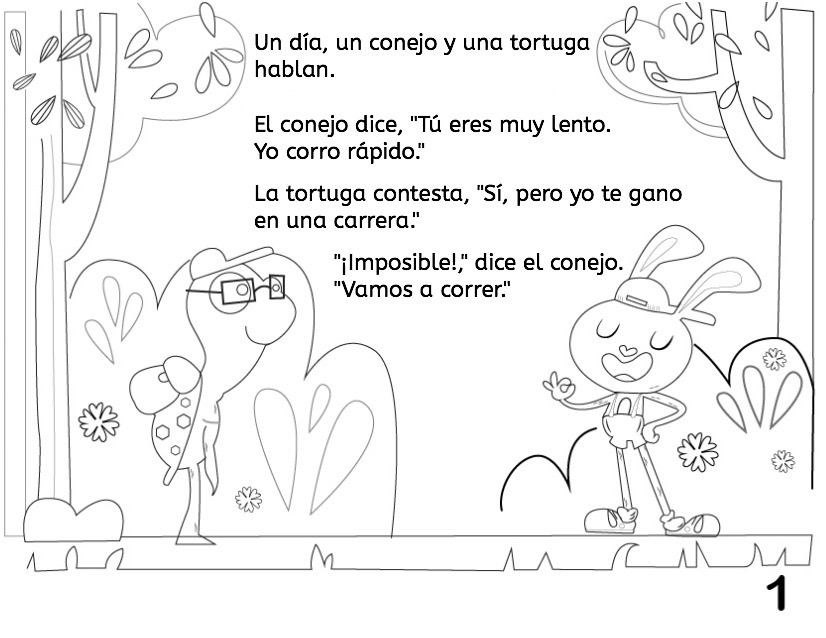 Un día, un conejo y una tortuga
hablan.
El conejo dice, "Tú eres muy lento.
Yo corro rápido."
La tortuga contesta, "Sí, pero yo te gano
en una carrera."
"¡Imposible!," dice el conejo.
"Vamos a correr."
1